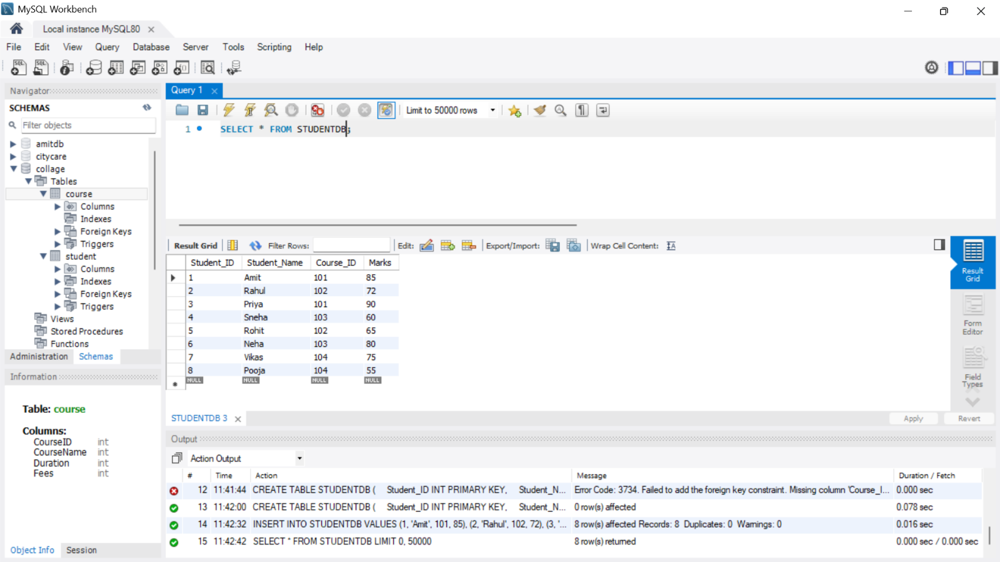 MySQL Workbench
Local instance MySQL80
File Edit View Query Database Server Tools Scripting Help
Navigator
SCHEMAS
Filter objects
amitdb
citycare
collage
Tables
course
Columns
Indexes
Foreign Keys
Triggers
student
Columns
Indexes
Foreign Keys
Triggers
Views
Stored Procedures
Functions
Administration Schemas
Information
Table: course
Columns:
CourseID int
CourseName int
Duration int
Fees int
Object Info Session
Query 1
Limit to 50000 rows
1 SELECT * FROM STUDENTDB;
Result Grid Filter Rows: Edit: Export/Import: Wrap Cell Content:
Student_ID Student_Name Course_ID Marks
1 Amit 101 85
2 Rahul 102 72
3 Priya 101 90
4 Sneha 103 60
5 Rohit 102 65
6 Neha 103 80
7 Vikas 104 75
8 Pooja 104 55
NULL NULL NULL NULL
Result
Grid
Form
Editor
Field
Types
STUDENTDB 3
Apply Revert
Output
Action Output
# Time Action Message Duration / Fetch
12 11:41:44 CREATE TABLE STUDENTDB ( Student_ID INT PRIMARY KEY, Student_N... Error Code: 3734. Failed to add the foreign key constraint. Missing column 'Course_I... 0.000 sec
13 11:42:00 CREATE TABLE STUDENTDB ( Student_ID INT PRIMARY KEY, Student_N... 0 row(s) affected 0.078 sec
14 11:42:32 INSERT INTO STUDENTDB VALUES (1, 'Amit', 101, 85), (2, 'Rahul', 102, 72), (3, '... 8 row(s) affected Records: 8 Duplicates: 0 Warnings: 0 0.016 sec
15 11:42:42 SELECT * FROM STUDENTDB LIMIT 0, 50000 8 row(s) returned 0.000 sec / 0.000 sec